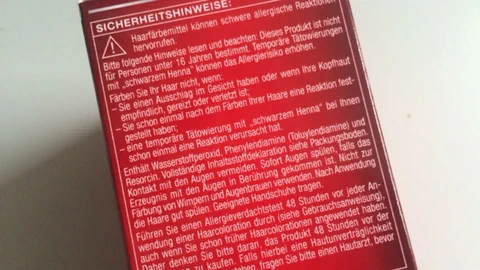 SICHERHEITSHINWEISE:
Haarfärbemittel können schwere allergische Reaktionen
hervorrufen.
Bitte folgende Hinweise lesen und beachten: Dieses Produkt ist nicht
für Personen unter 16 Jahren bestimmt. Temporäre Tätowierungen
mit „schwarzem Henna“ können das Allergierisiko erhöhen.
Färben Sie Ihr Haar nicht, wenn:
– Sie einen Ausschlag im Gesicht haben oder wenn Ihre Kopfhaut
empfindlich, gereizt oder verletzt ist;
– Sie schon einmal nach dem Färben Ihrer Haare eine Reaktion fest-
gestellt haben;
– eine temporäre Tätowierung mit „schwarzem Henna“ bei Ihnen
schon einmal eine Reaktion verursacht hat.
Enthält Wasserstoffperoxid, Phenylendiamine (Toluylendiamine) und
Resorcin. Vollständige Inhaltsstoffdeklaration siehe Packungsboden.
Kontakt mit den Augen vermeiden. Sofort Augen spülen, falls das
Erzeugnis mit den Augen in Berührung gekommen ist. Nicht zur
Färbung von Wimpern und Augenbrauen verwenden. Nach Anwendung
die Haare gut spülen. Geeignete Handschuhe tragen.
Führen Sie einen Allergieverdachtstest 48 Stunden vor jeder An-
wendung einer Haarcoloration durch (siehe Gebrauchsanweisung),
auch wenn Sie schon früher Haarcolorationen angewendet haben.
Daher denken Sie bitte daran, das Produkt 48 Stunden vor der
zu kaufen. Falls hierbei eine Hautunverträglichkeit
fragen Sie bitte einen Hautarzt, bevor